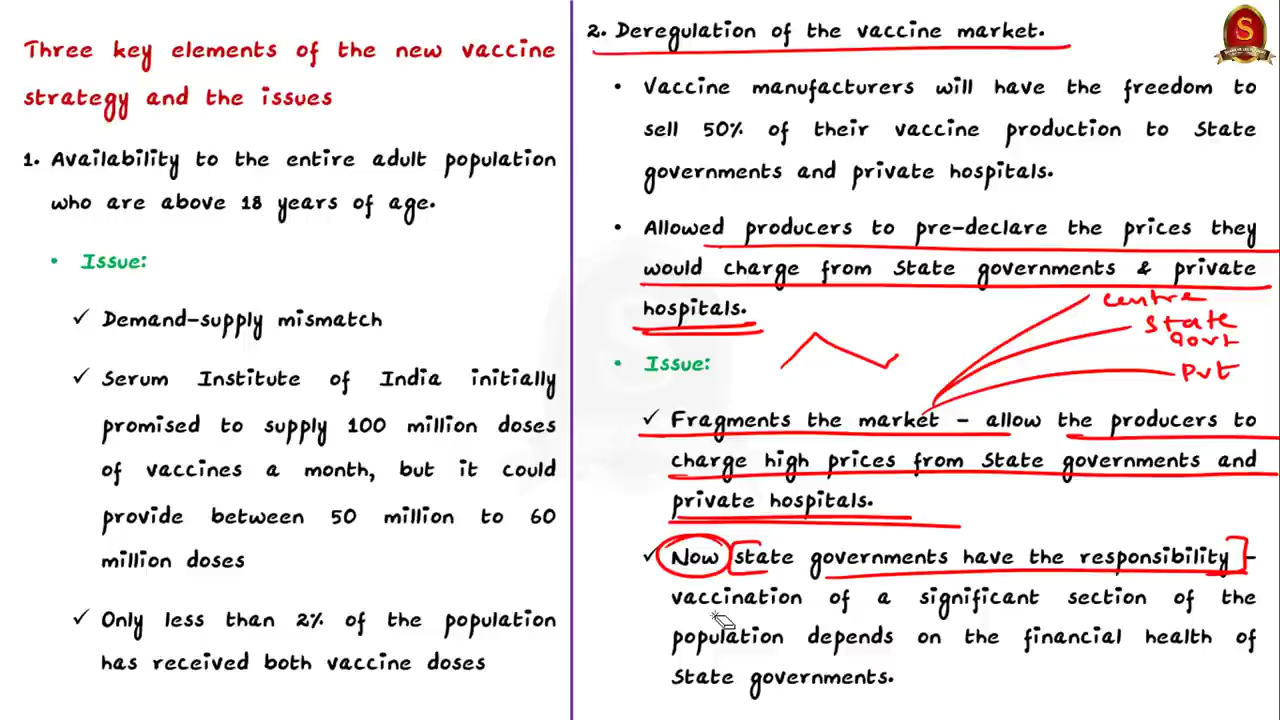 Three key elements of the new vaccine
strategy and the issues
1. Availability to the entire adult population
who are above 18 years of age.
• Issue:
✓ Demand-supply mismatch
✓ Serum Institute of India initially
promised to supply 100 million doses
of vaccines a month, but it could
provide between 50 million to 60
million doses
✓ Only less than 2% of the population
has received both vaccine doses
2. Deregulation of the vaccine market.
• Vaccine manufacturers will have the freedom to
sell 50% of their vaccine production to State
governments and private hospitals.
• Allowed producers to pre-declare the prices they
would charge from State governments & private
hospitals.
centre
state
govt
pvt
• Issue:
✓ Fragments the market - allow the producers to
charge high prices from State governments and
private hospitals.
✓ Now state governments have the responsibility -
vaccination of a significant section of the
population depends on the financial health of
State governments.
S